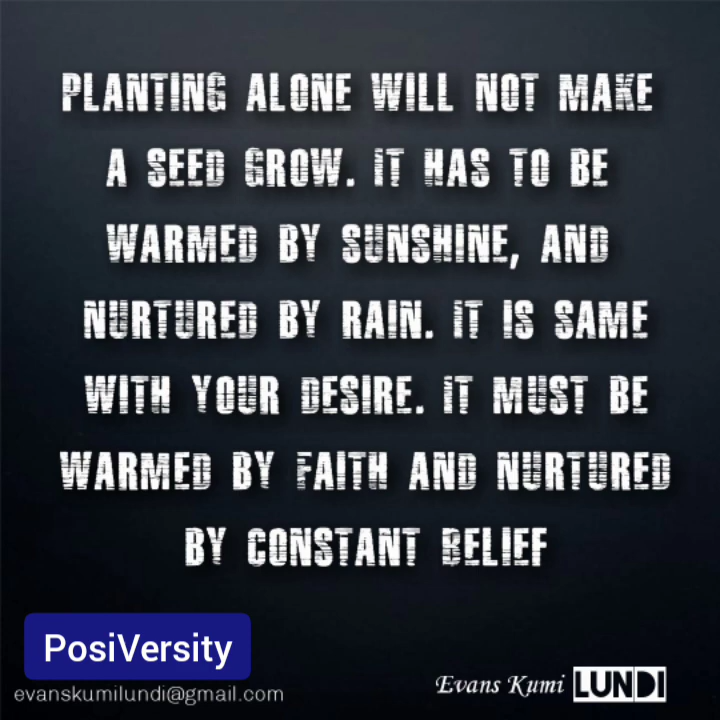 PLANTING ALONE WILL NOT MAKE
A SEED GROW. IT HAS TO BE
WARMED BY SUNSHINE, AND
NURTURED BY RAIN. IT IS SAME
WITH YOUR DESIRE. IT MUST BE
WARMED BY FAITH AND NURTURED
BY CONSTANT BELIEF
PosiVersity
evanskumilundi@gmail.com
Evans Kumi LUNDI